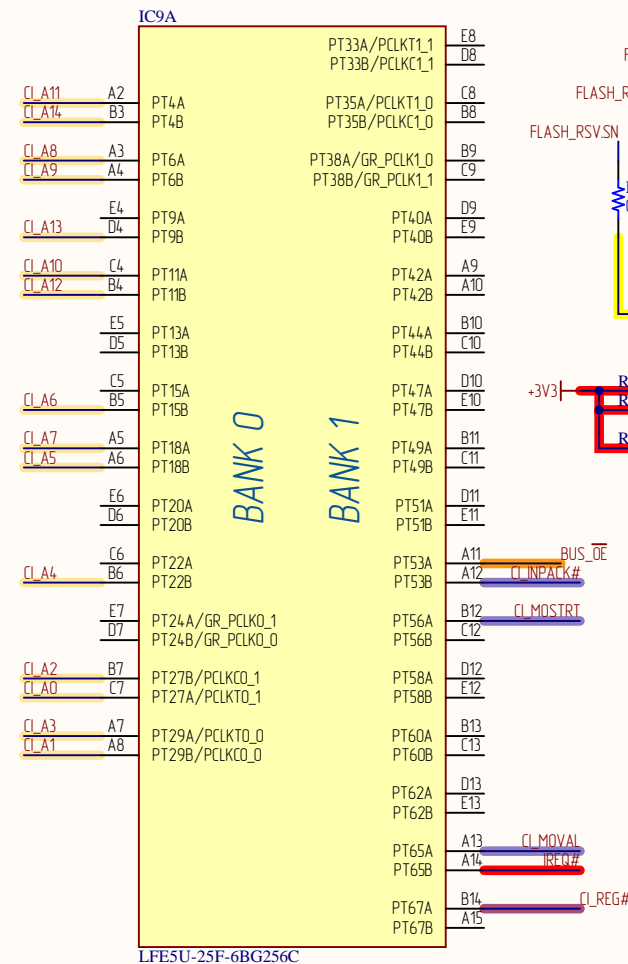 IC9A
PT33A/PCLKT1_1 E8
PT33B/PCLKC1_1 D8
CI_A11 A2 PT4A PT35A/PCLKT1_0 C8
CI_A14 B3 PT4B PT35B/PCLKC1_0 B8
FLASH_R
FLASH_RSV.SN
CI_A8 A3 PT6A PT38A/GR_PCLK1_0 B9
CI_A9 A4 PT6B PT38B/GR_PCLK1_1 C9
E4 PT9A PT40A D9
CI_A13 D4 PT9B PT40B E9
CI_A10 C4 PT11A PT42A A9
CI_A12 B4 PT11B PT42B A10
E5 PT13A PT44A B10
D5 PT13B PT44B C10
C5 PT15A PT47A D10 +3V3 R
CI_A6 B5 PT15B PT47B E10 R
CI_A7 A5 PT18A PT49A B11 R
CI_A5 A6 PT18B PT49B C11
BANK 0 BANK 1
E6 PT20A PT51A D11
D6 PT20B PT51B E11
C6 PT22A PT53A A11 BUS_OE
CI_A4 B6 PT22B PT53B A12 CI_INPACK#
E7 PT24A/GR_PCLK0_1 PT56A B12 CI_MOSTRT
D7 PT24B/GR_PCLK0_0 PT56B C12
CI_A2 B7 PT27B/PCLKC0_1 PT58A D12
CI_A0 C7 PT27A/PCLKT0_1 PT58B E12
CI_A3 A7 PT29A/PCLKT0_0 PT60A B13
CI_A1 A8 PT29B/PCLKC0_0 PT60B C13
PT62A D13
PT62B E13
PT65A A13 CI_MOVAL
PT65B A14 IREQ#
PT67A B14 CI_REG#
PT67B A15
LFE5U-25F-6BG256C